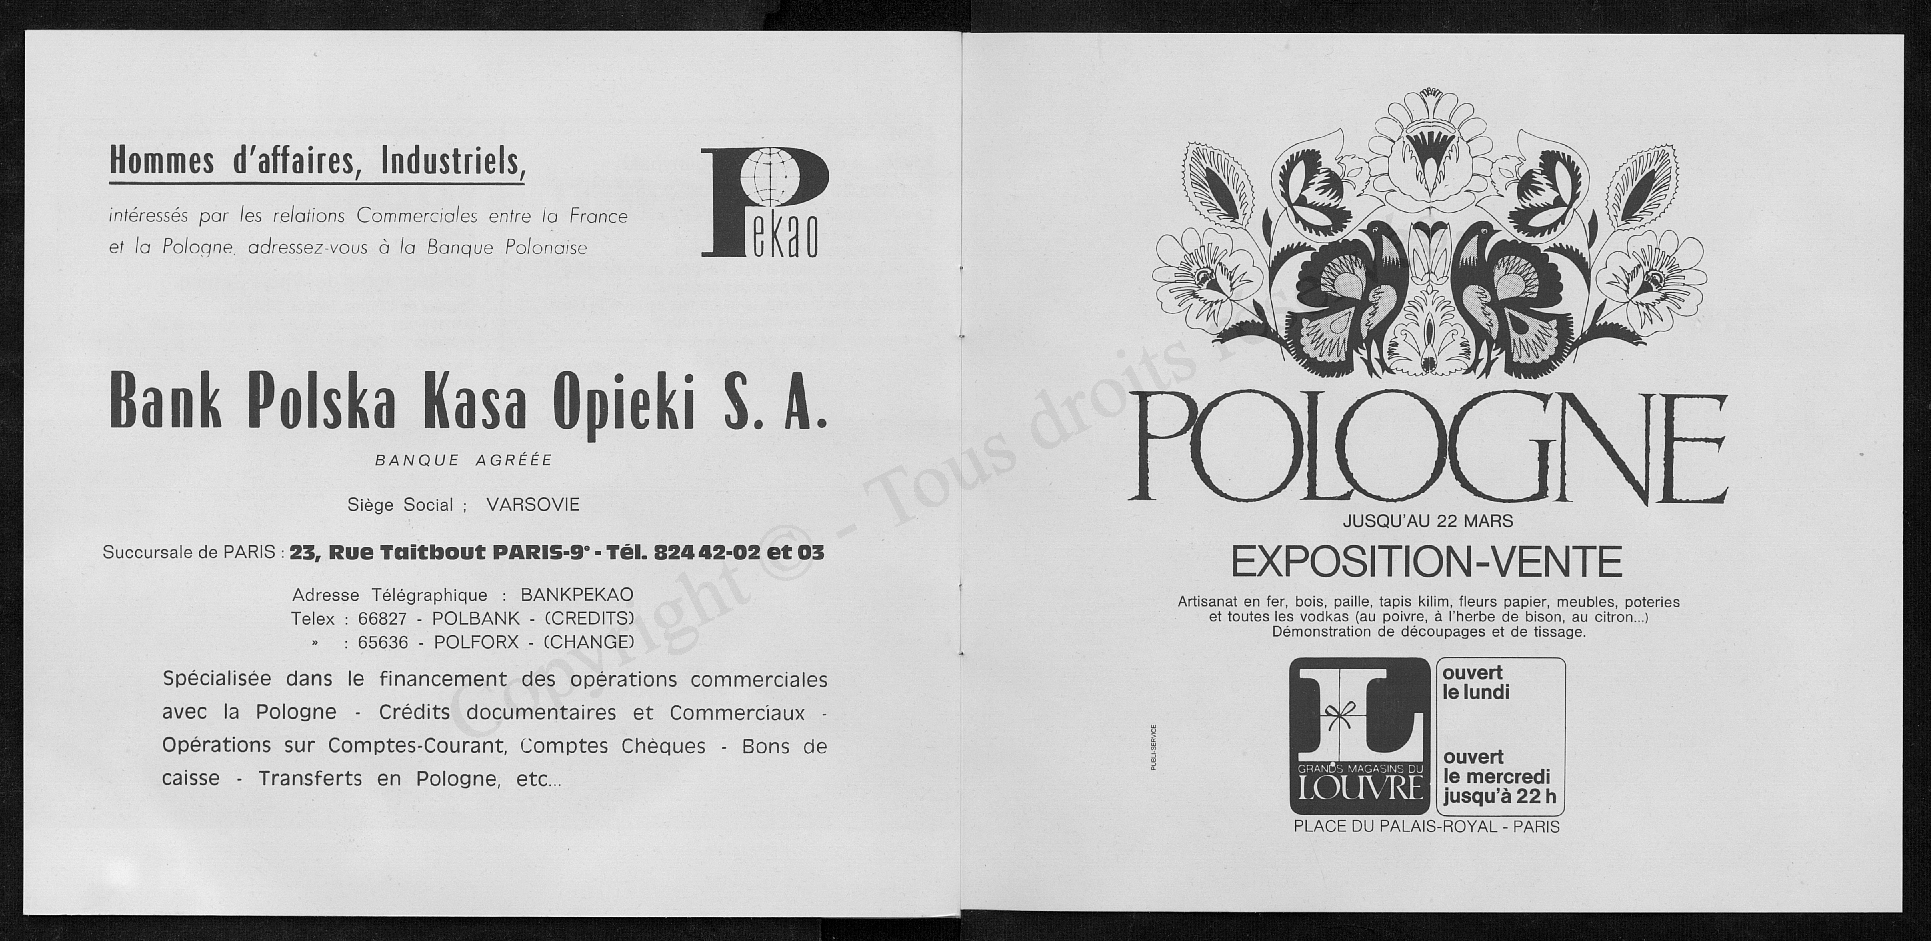 Hommes d'affaires, Industriels,
intéressés par les relations Commerciales entre la France
et la Pologne, adressez-vous à la Banque Polonaise
Pekao
Bank Polska Kasa Opieki S. A.
BANQUE AGRÉÉE
Siège Social ; VARSOVIE
Succursale de PARIS : 23, Rue Taitbout PARIS-9e - Tél. 824 42-02 et 03
Adresse Télégraphique : BANKPEKAO
Telex : 66827 - POLBANK - (CREDITS)
» : 65636 - POLFORX - (CHANGE)
Spécialisée dans le financement des opérations commerciales
avec la Pologne - Crédits documentaires et Commerciaux -
Opérations sur Comptes-Courant, Comptes Chèques - Bons de
caisse - Transferts en Pologne, etc...
POLOGNE
JUSQU'AU 22 MARS
EXPOSITION-VENTE
Artisanat en fer, bois, paille, tapis kilim, fleurs papier, meubles, poteries
et toutes les vodkas (au poivre, à l'herbe de bison, au citron...)
Démonstration de découpages et de tissage.
L
GRANDS MAGASINS DU
LOUVRE
ouvert
le lundi
ouvert
le mercredi
jusqu'à 22 h
PLACE DU PALAIS-ROYAL - PARIS
PUBLI-SERVICE
Copyright © - Tous droits